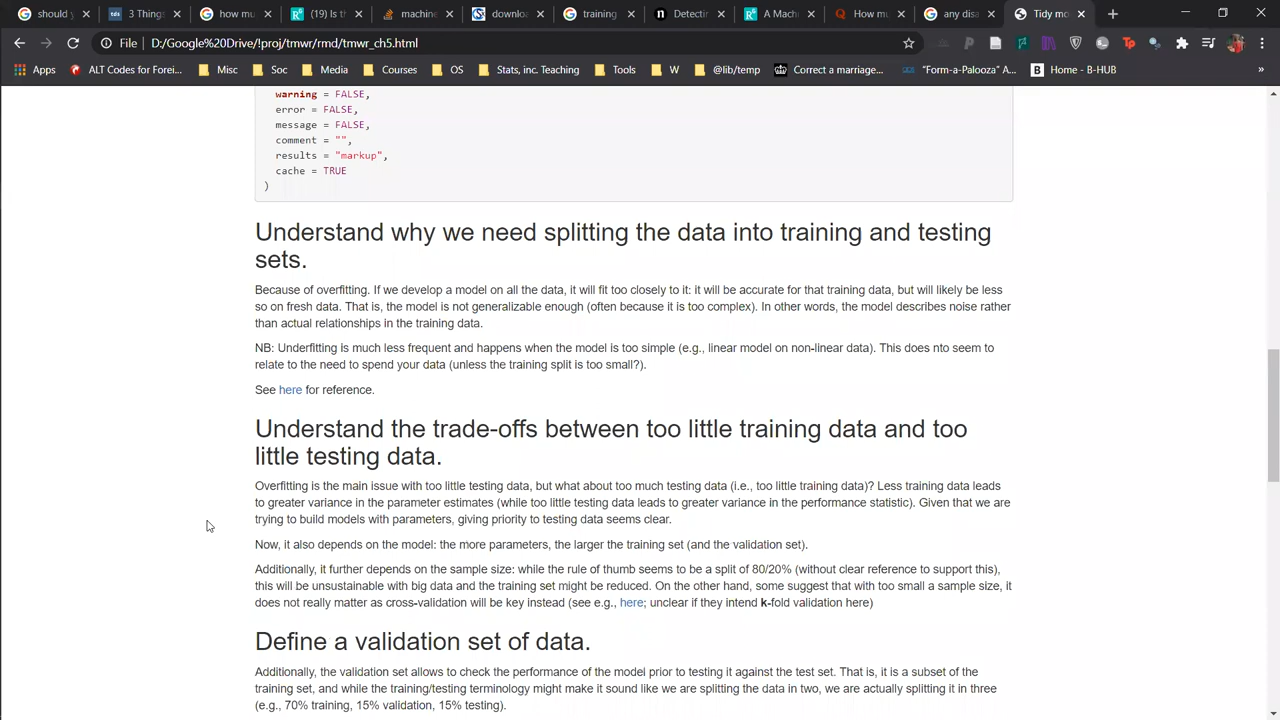 should y
3 Things
how mu
(19) Is th
machine
downloa
training
Detectin
A Mach
How mu
any disa
Tidy mo
File D:/Google%20Drive/!proj/tmwr/rmd/tmwr_ch5.html
Apps ALT Codes for Forei... Misc Soc Media Courses OS Stats, inc. Teaching Tools W @lib/temp Correct a marriage... "Form-a-Palooza" A... Home - B-HUB »
warning = FALSE,
error = FALSE,
message = FALSE,
comment = "",
results = "markup",
cache = TRUE
)
Understand why we need splitting the data into training and testing
sets.
Because of overfitting. If we develop a model on all the data, it will fit too closely to it: it will be accurate for that training data, but will likely be less
so on fresh data. That is, the model is not generalizable enough (often because it is too complex). In other words, the model describes noise rather
than actual relationships in the training data.
NB: Underfitting is much less frequent and happens when the model is too simple (e.g., linear model on non-linear data). This does nto seem to
relate to the need to spend your data (unless the training split is too small?).
See here for reference.
Understand the trade-offs between too little training data and too
little testing data.
Overfitting is the main issue with too little testing data, but what about too much testing data (i.e., too little training data)? Less training data leads
to greater variance in the parameter estimates (while too little testing data leads to greater variance in the performance statistic). Given that we are
trying to build models with parameters, giving priority to testing data seems clear.
Now, it also depends on the model: the more parameters, the larger the training set (and the validation set).
Additionally, it further depends on the sample size: while the rule of thumb seems to be a split of 80/20% (without clear reference to support this),
this will be unsustainable with big data and the training set might be reduced. On the other hand, some suggest that with too small a sample size, it
does not really matter as cross-validation will be key instead (see e.g., here; unclear if they intend k-fold validation here)
Define a validation set of data.
Additionally, the validation set allows to check the performance of the model prior to testing it against the test set. That is, it is a subset of the
training set, and while the training/testing terminology might make it sound like we are splitting the data in two, we are actually splitting it in three
(e.g., 70% training, 15% validation, 15% testing).